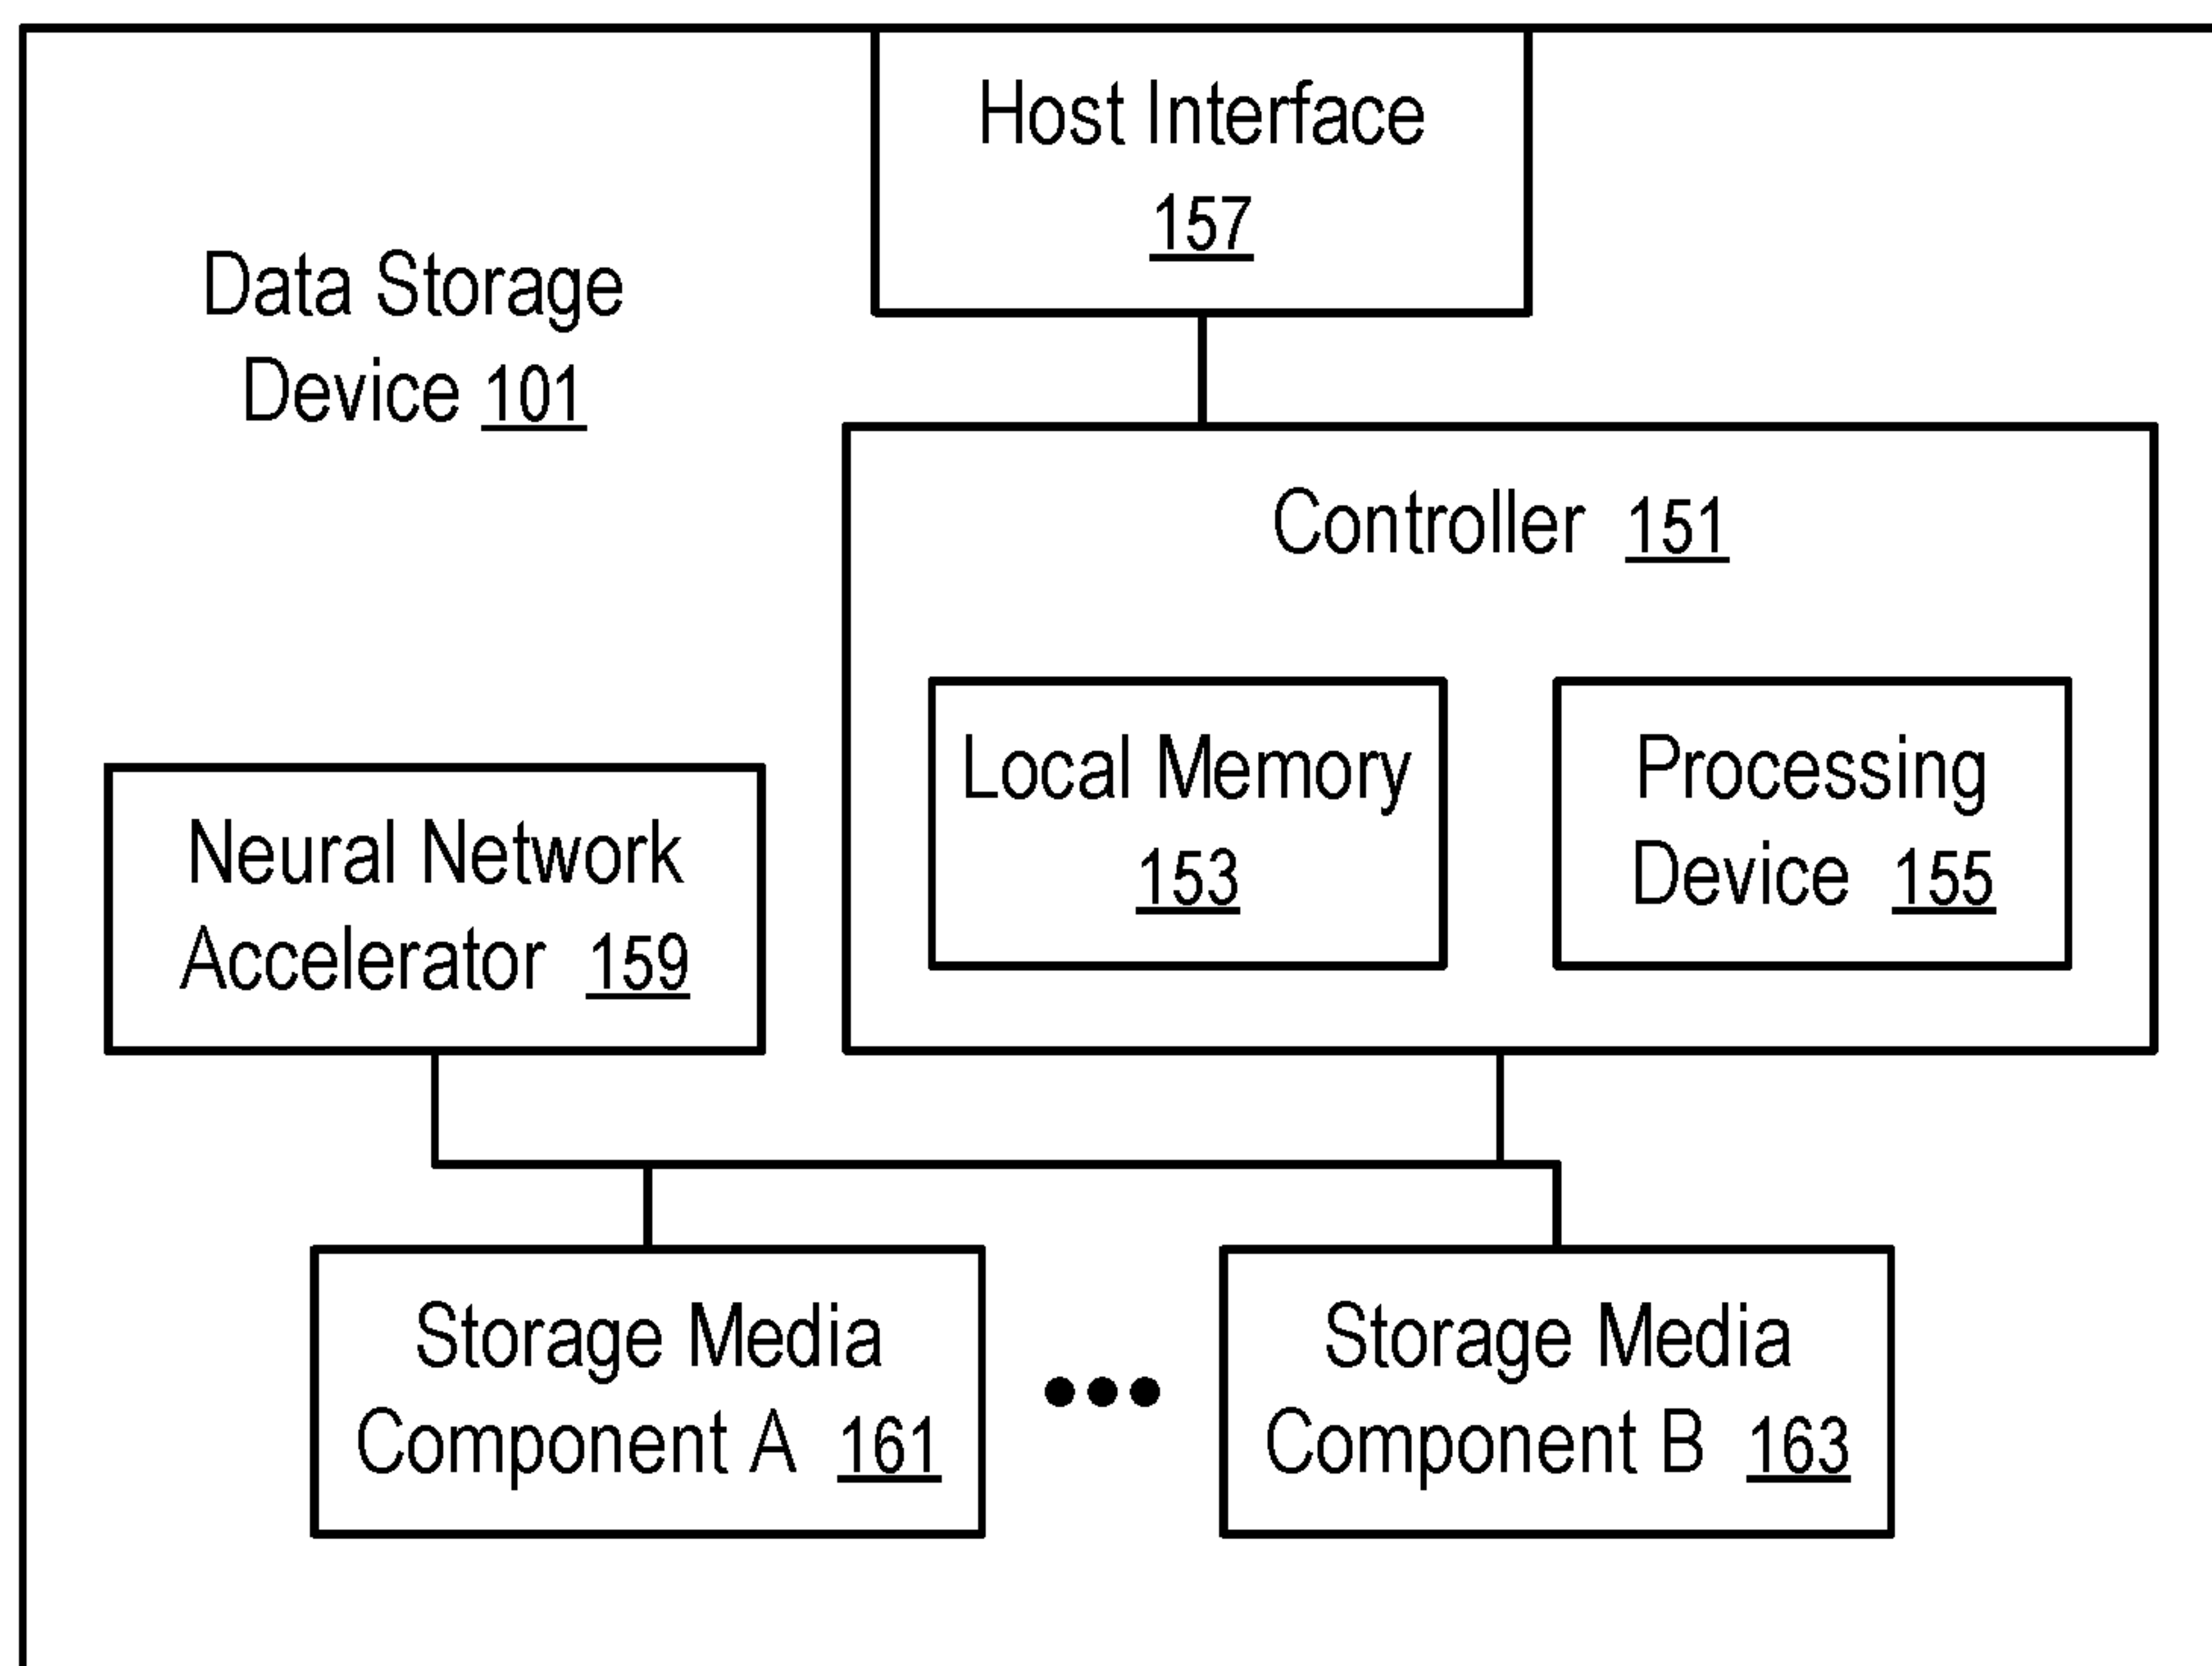 Host Interface
157
Data Storage
Device 101
Controller 151
Local Memory
153
Processing
Device 155
Neural Network
Accelerator 159
Storage Media
Component A 161
Storage Media
Component B 163